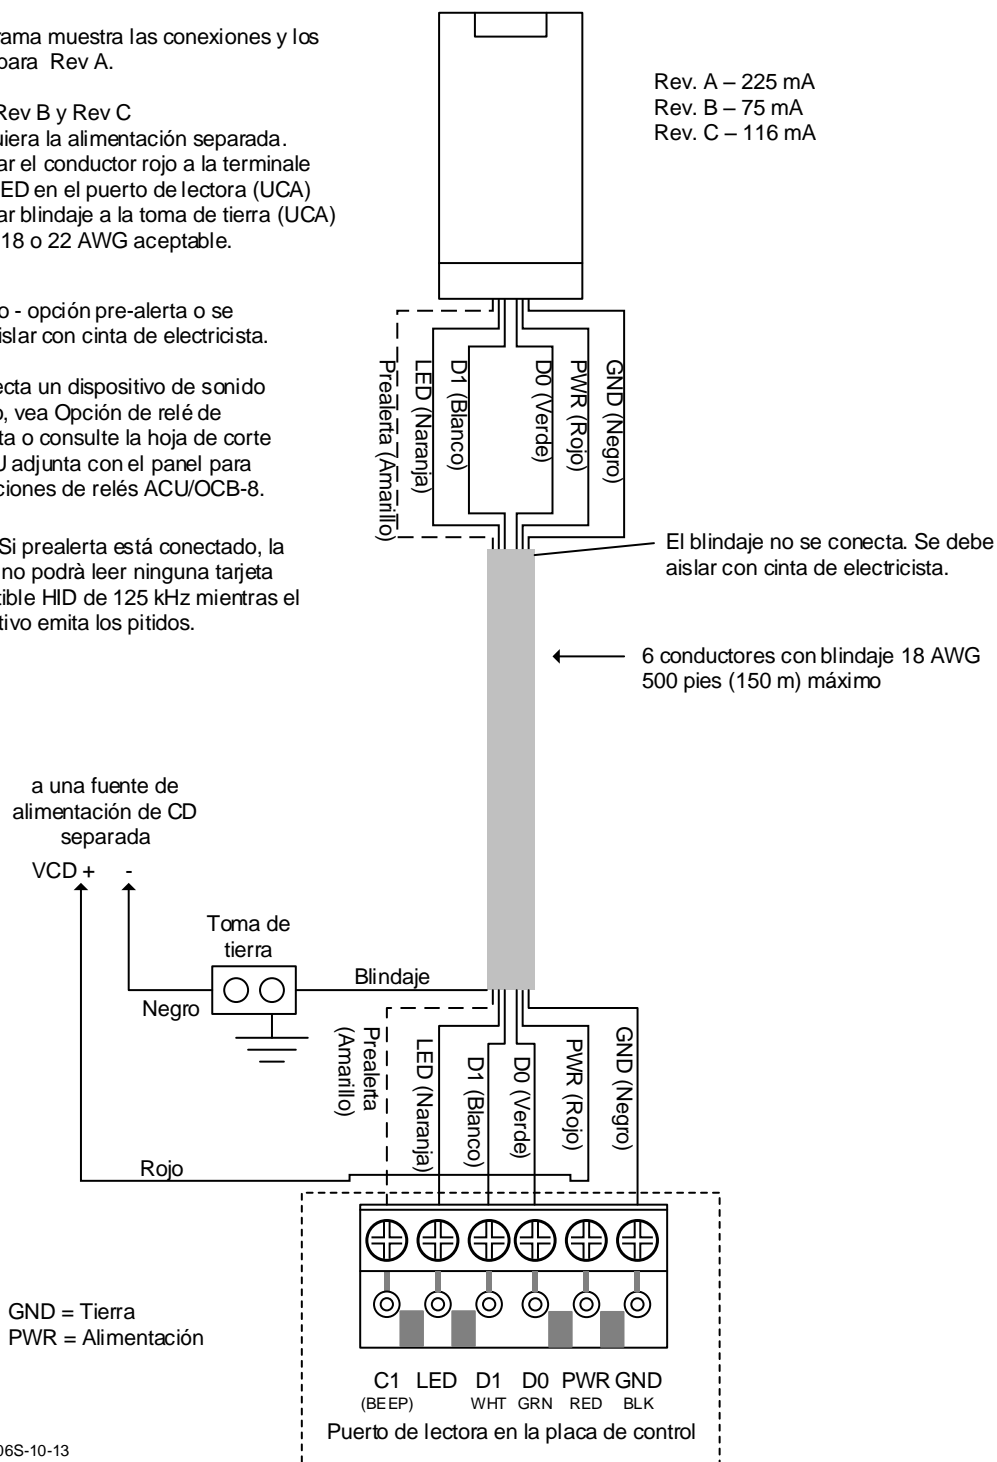 rama muestra las conexiones y los
para Rev A.
Rev B y Rev C
uiera la alimentación separada.
ar el conductor rojo a la terminale
ED en el puerto de lectora (UCA)
ar blindaje a la toma de tierra (UCA)
18 o 22 AWG aceptable.
o - opción pre-alerta o se
islar con cinta de electricista.
ecta un dispositivo de sonido
o, vea Opción de relé de
ta o consulte la hoja de corte
U adjunta con el panel para
ciones de relés ACU/OCB-8.
Si prealerta está conectado, la
no podrà leer ninguna tarjeta
tible HID de 125 kHz mientras el
tivo emita los pitidos.
Rev. A – 225 mA
Rev. B – 75 mA
Rev. C – 116 mA
Prealerta (Amarillo)
LED (Naranja)
D1 (Blanco)
D0 (Verde)
PWR (Rojo)
GND (Negro)
El blindaje no se conecta. Se debe
aislar con cinta de electricista.
6 conductores con blindaje 18 AWG
500 pies (150 m) máximo
a una fuente de
alimentación de CD
separada
VCD + -
Toma de
tierra
Blindaje
Negro
Prealerta
(Amarillo)
LED (Naranja)
D1 (Blanco)
D0 (Verde)
PWR (Rojo)
GND (Negro)
Rojo
GND = Tierra
PWR = Alimentación
C1 LED D1 D0 PWR GND
(BEEP) WHT GRN RED BLK
Puerto de lectora en la placa de control
06S-10-13